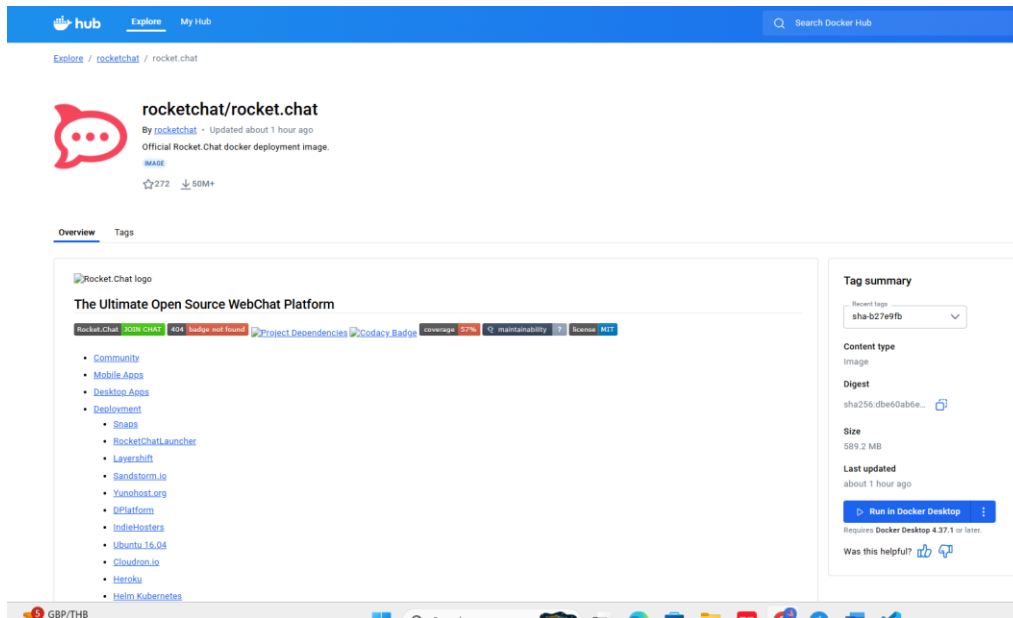 hub Explore My Hub Search Docker Hub
Explore / rocketchat / rocket.chat
rocketchat/rocket.chat
By rocketchat • Updated about 1 hour ago
Official Rocket.Chat docker deployment image.
IMAGE
272 50M+
Overview Tags
Rocket.Chat logo
The Ultimate Open Source WebChat Platform
Rocket.Chat JOIN CHAT 404 badge not found Project Dependencies Codacy Badge coverage 57% maintainability ? license MIT
Community
Mobile Apps
Desktop Apps
Deployment
Snaps
RocketChatLauncher
Layershift
Sandstorm.io
Yunohost.org
DPlatform
IndieHosters
Ubuntu 16.04
Cloudron.io
Heroku
Helm Kubernetes
Tag summary
Recent tags
sha-b27e9fb
Content type
Image
Digest
sha256:dbe60ab6e...
Size
589.2 MB
Last updated
about 1 hour ago
Run in Docker Desktop
Requires Docker Desktop 4.37.1 or later.
Was this helpful?
5 GBP/THB